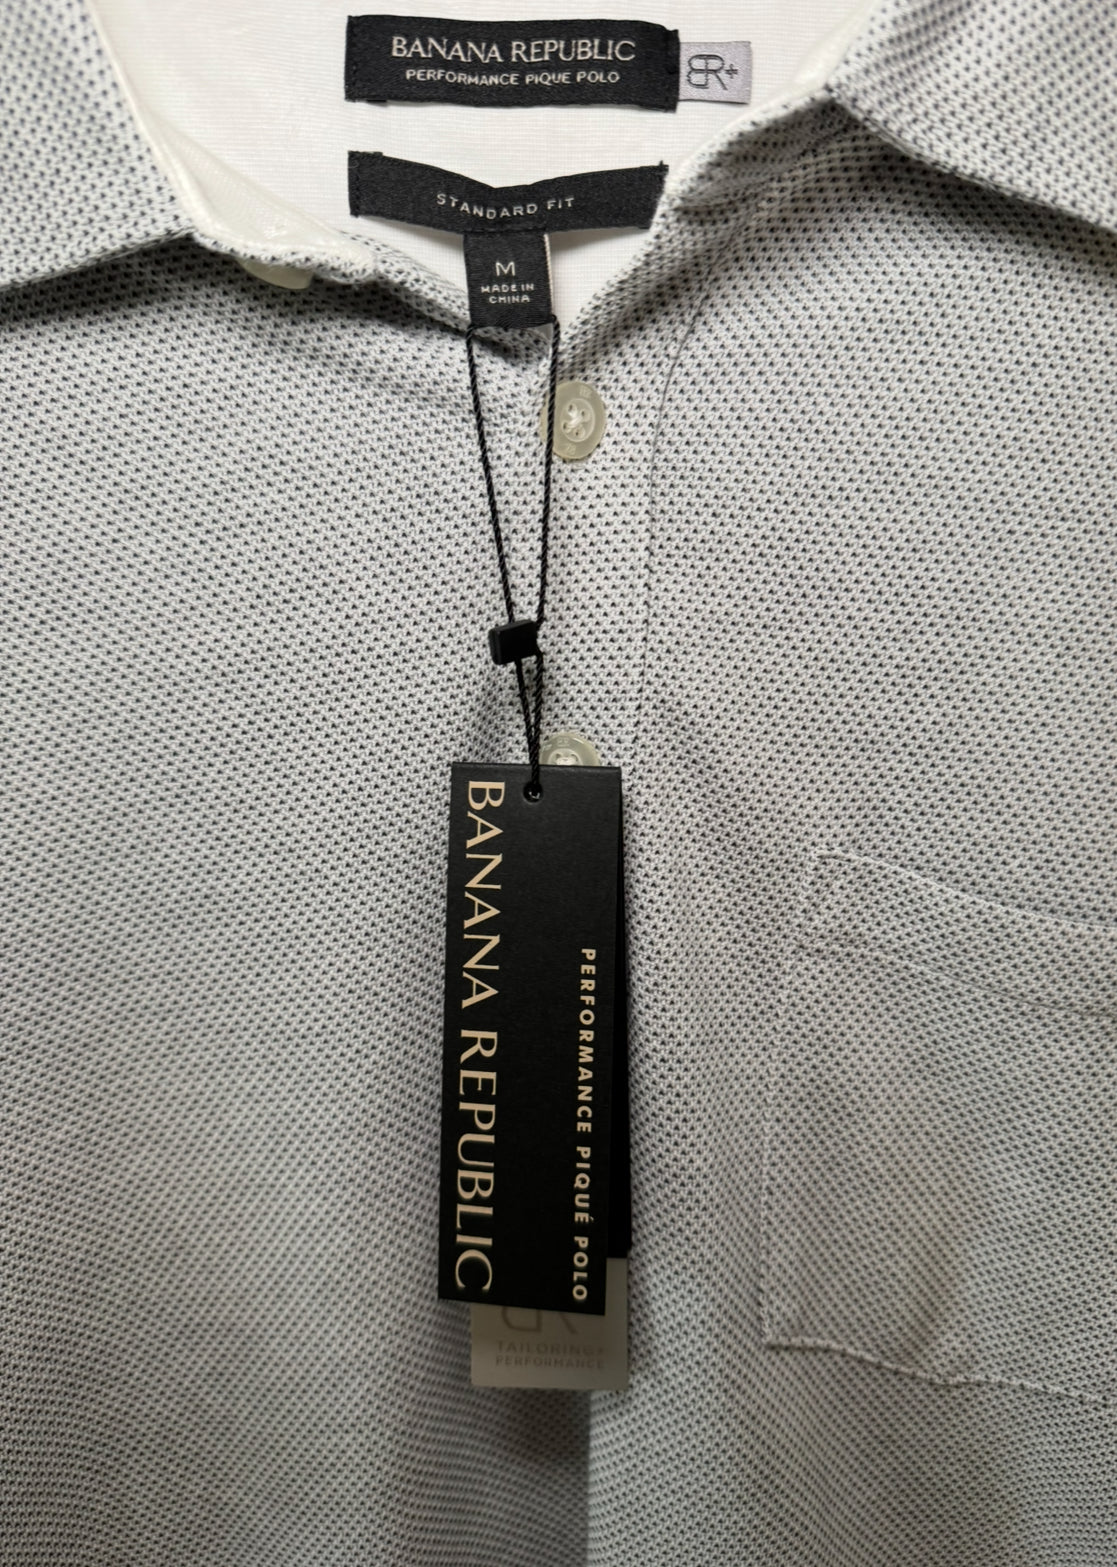 BANANA REPUBLIC
PERFORMANCE PIQUE POLO
BR+
STANDARD FIT
M
MADE IN
CHINA
BANANA REPUBLIC
PERFORMANCE PIQUÉ POLO
TAILORING+
PERFORMANCE